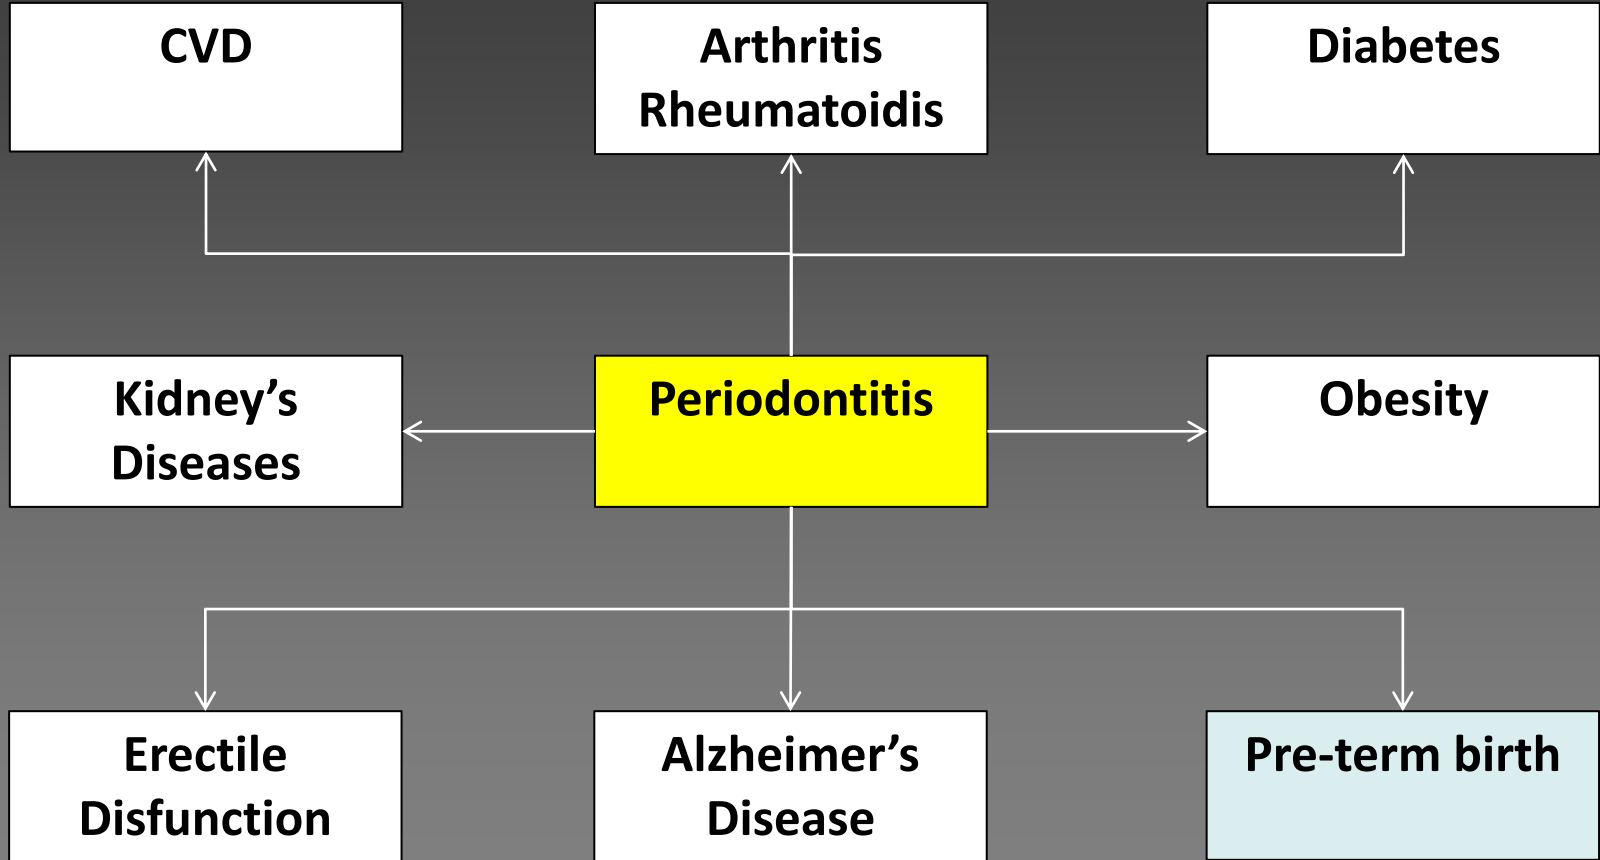 CVD
Arthritis
Rheumatoidis
Diabetes
Kidney’s
Diseases
Periodontitis
Obesity
Erectile
Disfunction
Alzheimer’s
Disease
Pre-term birth